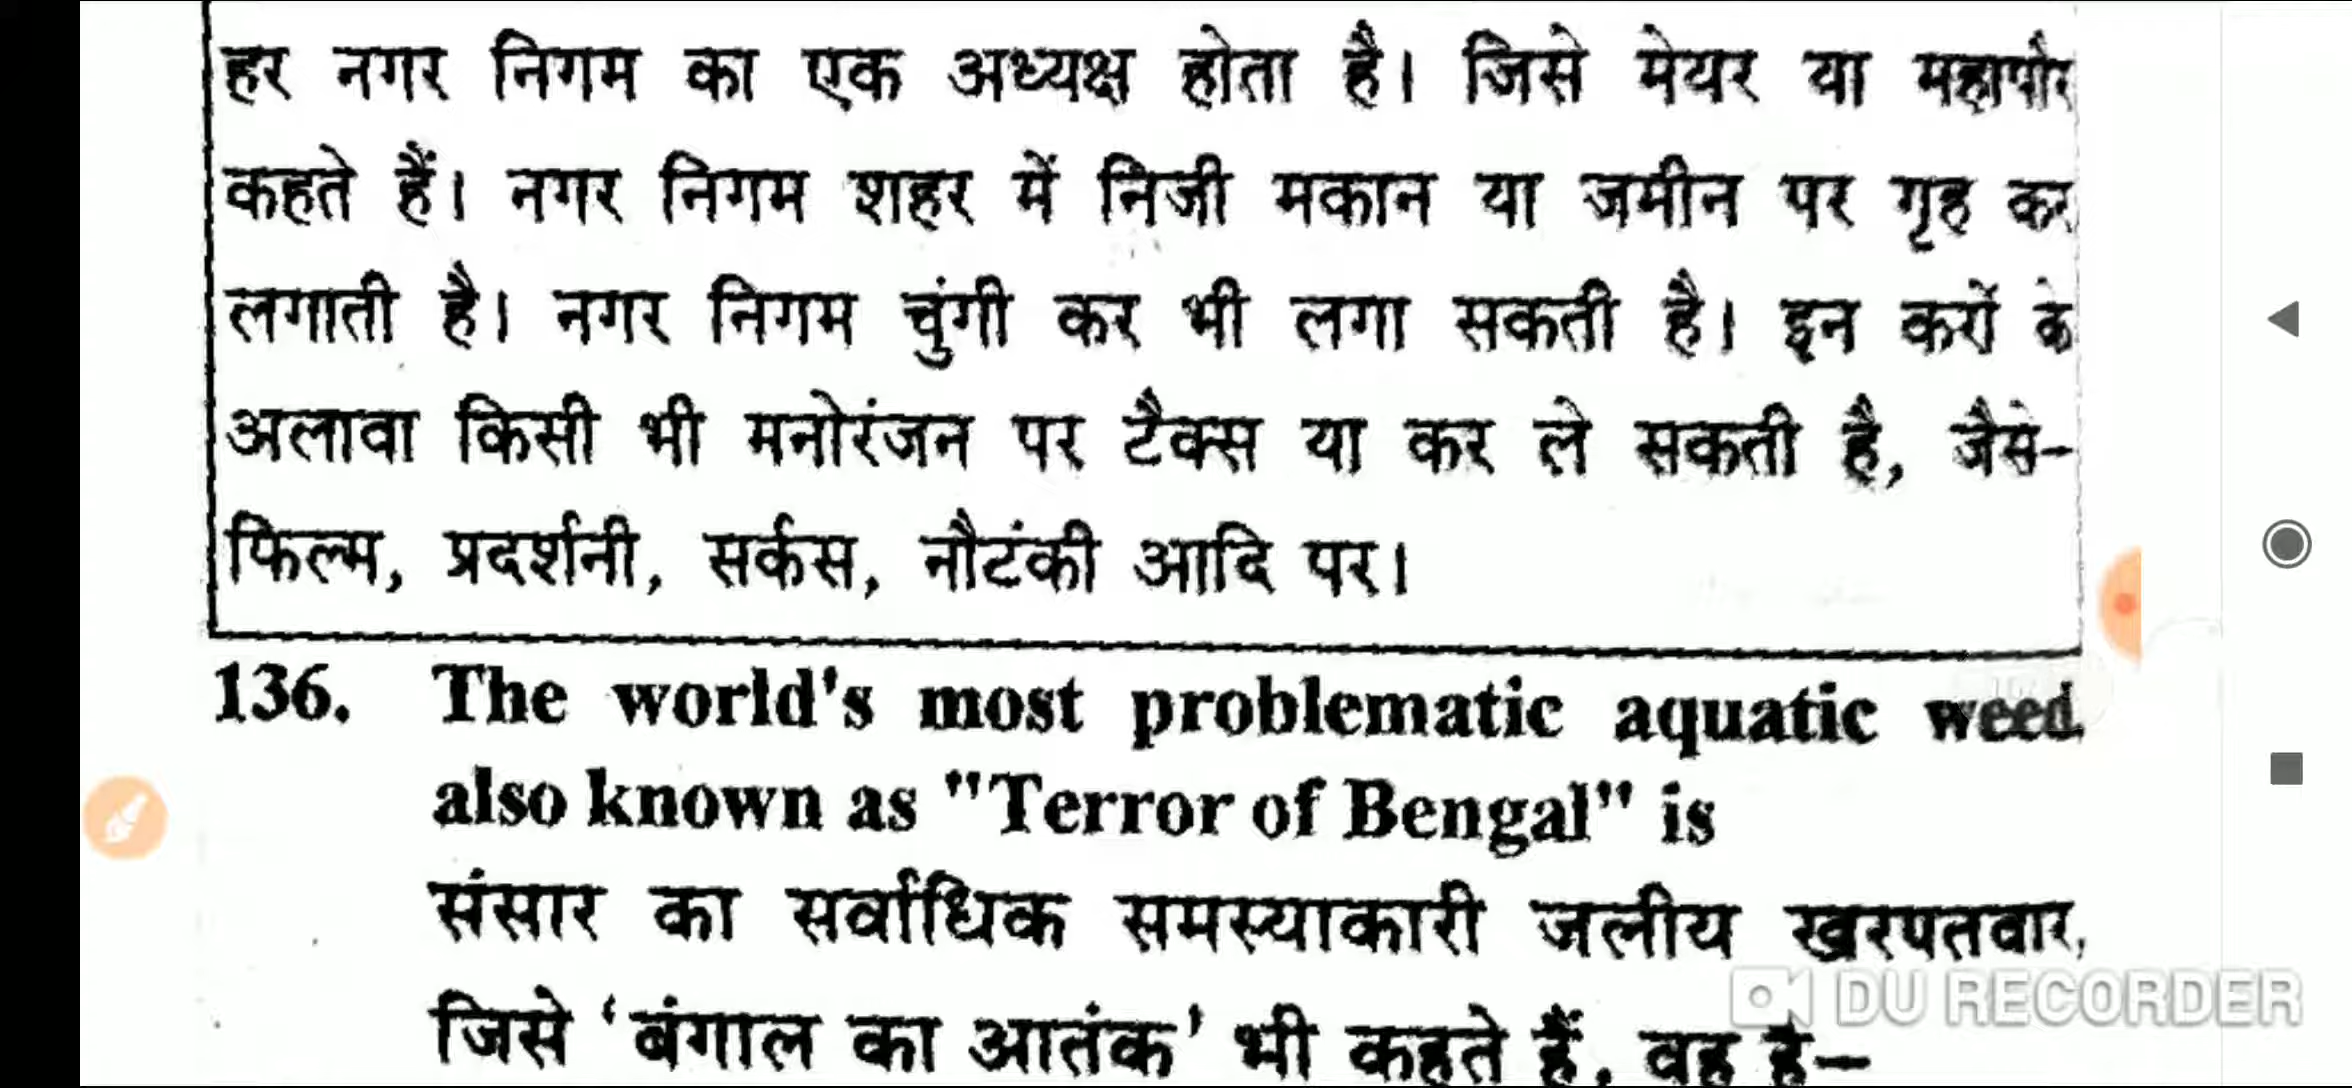 हर नगर निगम का एक अध्यक्ष होता है। जिसे मेयर या महापौर
कहते हैं। नगर निगम शहर में निजी मकान या जमीन पर गृह कर
लगाती है। नगर निगम चुंगी कर भी लगा सकती है। इन करों के
अलावा किसी भी मनोरंजन पर टैक्स या कर ले सकती है, जैसे-
फिल्म, प्रदर्शनी, सर्कस, नौटंकी आदि पर।
136. The world's most problematic aquatic weed
also known as "Terror of Bengal" is
संसार का सर्वाधिक समस्याकारी जलीय खरपतवार,
जिसे ‘बंगाल का आतंक’ भी कहते हैं, वह है–
DU RECORDER